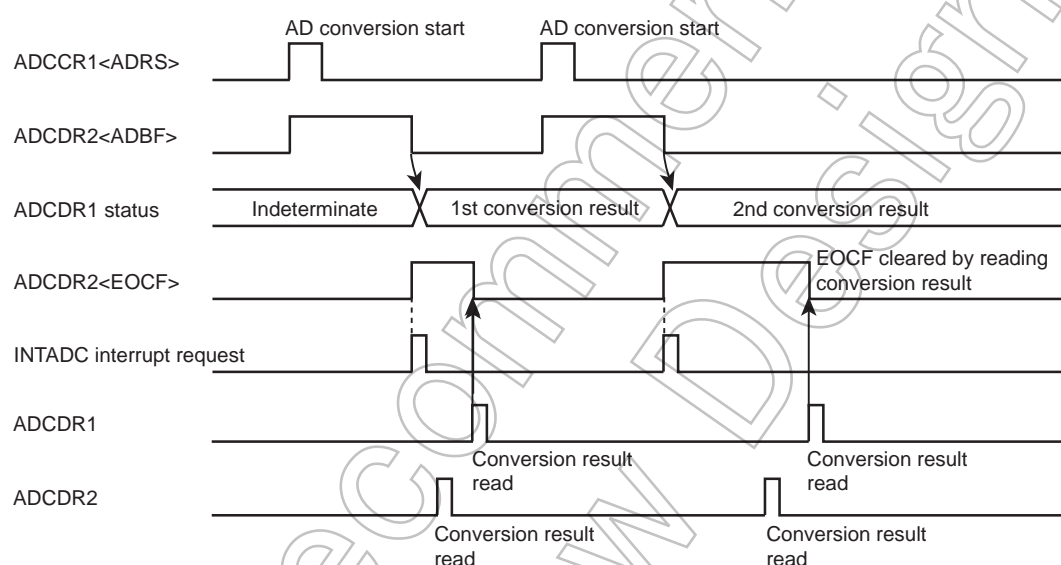 AD conversion start
AD conversion start
ADCCR1<ADRS>
ADCDR2<ADBF>
ADCDR1 status
Indeterminate
1st conversion result
2nd conversion result
ADCDR2<EOCF>
EOCF cleared by reading
conversion result
INTADC interrupt request
ADCDR1
Conversion result
read
Conversion result
read
ADCDR2
Conversion result
read
Conversion result
read